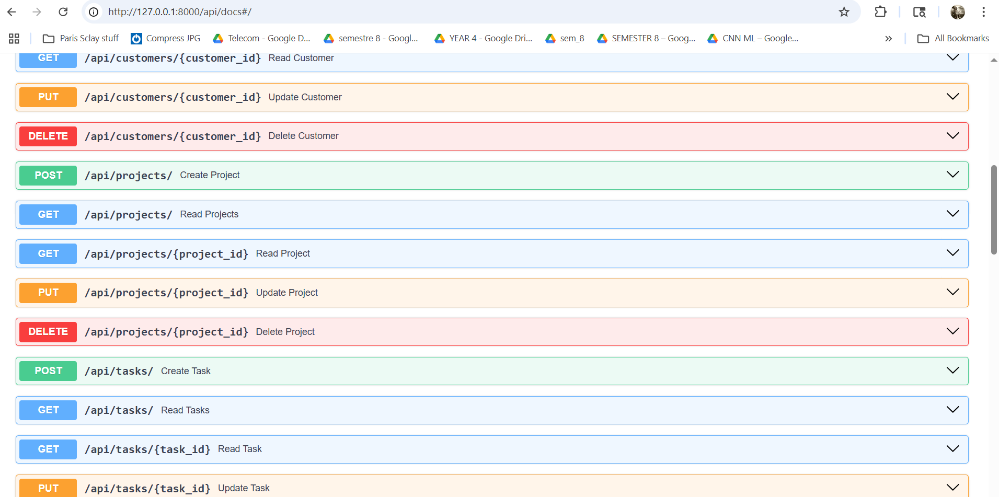 http://127.0.0.1:8000/api/docs#/
Paris Sclay stuff Compress JPG Telecom - Google D... semestre 8 - Googl... YEAR 4 - Google Dri... sem_8 SEMESTER 8 – Goog... CNN ML – Google... » All Bookmarks
GET /api/customers/{customer_id} Read Customer
PUT /api/customers/{customer_id} Update Customer
DELETE /api/customers/{customer_id} Delete Customer
POST /api/projects/ Create Project
GET /api/projects/ Read Projects
GET /api/projects/{project_id} Read Project
PUT /api/projects/{project_id} Update Project
DELETE /api/projects/{project_id} Delete Project
POST /api/tasks/ Create Task
GET /api/tasks/ Read Tasks
GET /api/tasks/{task_id} Read Task
PUT /api/tasks/{task_id} Update Task